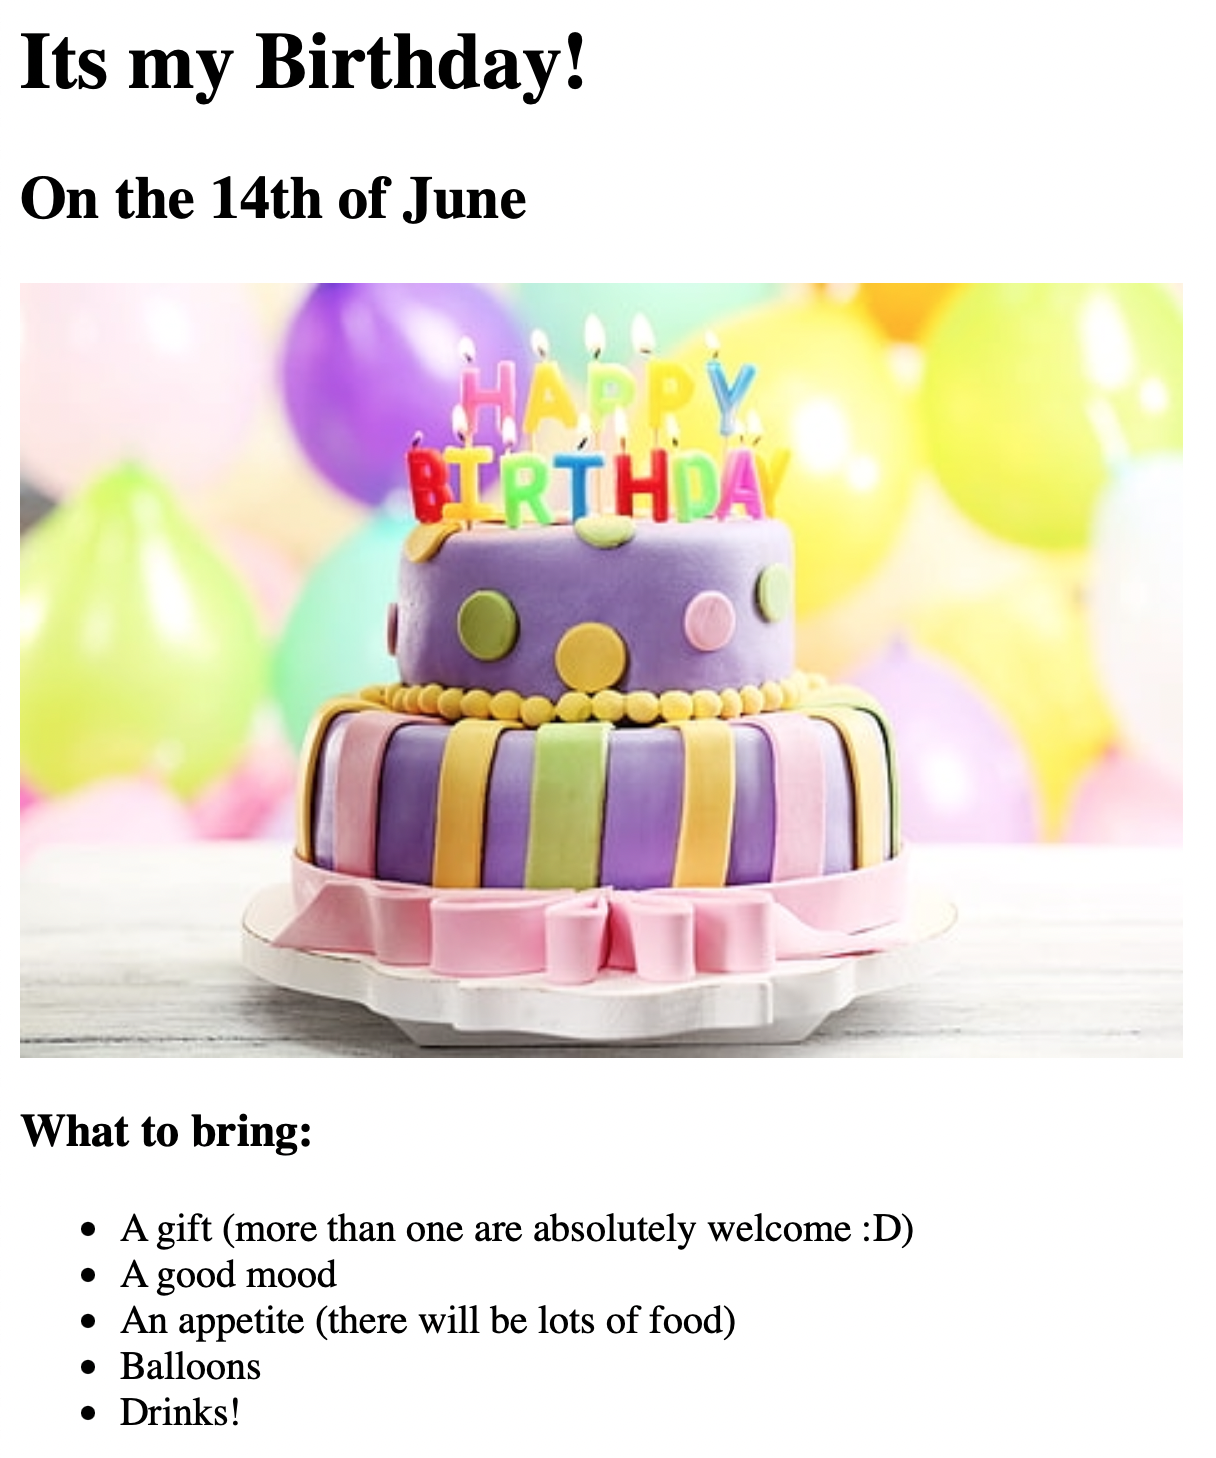 Its my Birthday!
On the 14th of June
HAPPY
BIRTHDAY
What to bring:
A gift (more than one are absolutely welcome :D)
A good mood
An appetite (there will be lots of food)
Balloons
Drinks!